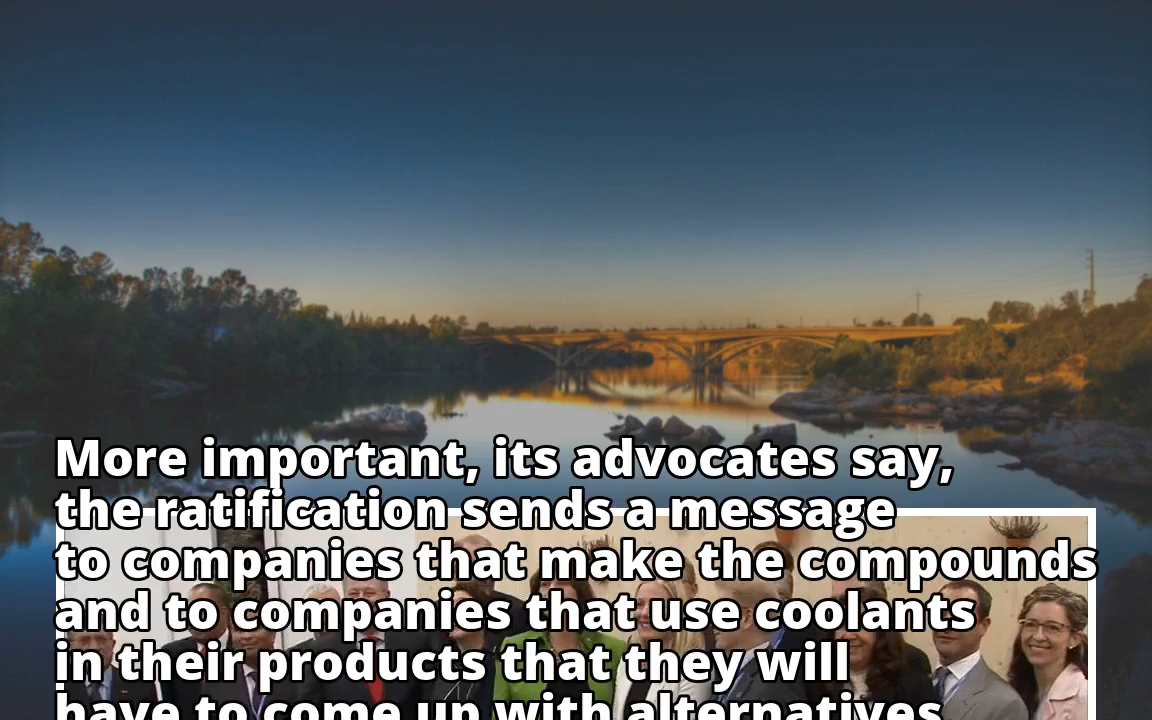 More important, its advocates say,
the ratification sends a message
to companies that make the compounds
and to companies that use coolants
in their products that they will
have to come up with alternatives